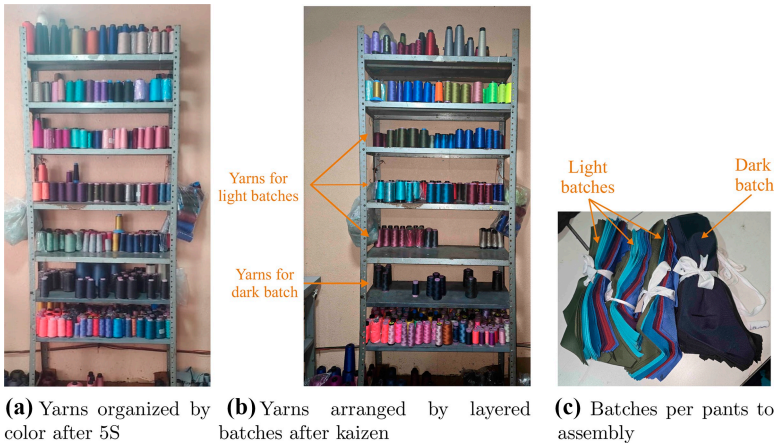 Yarns for
light batches
Yarns for
dark batch
Light
batches
Dark
batch
(a) Yarns organized by
color after 5S
(b) Yarns arranged by layered
batches after kaizen
(c) Batches per pants to
assembly